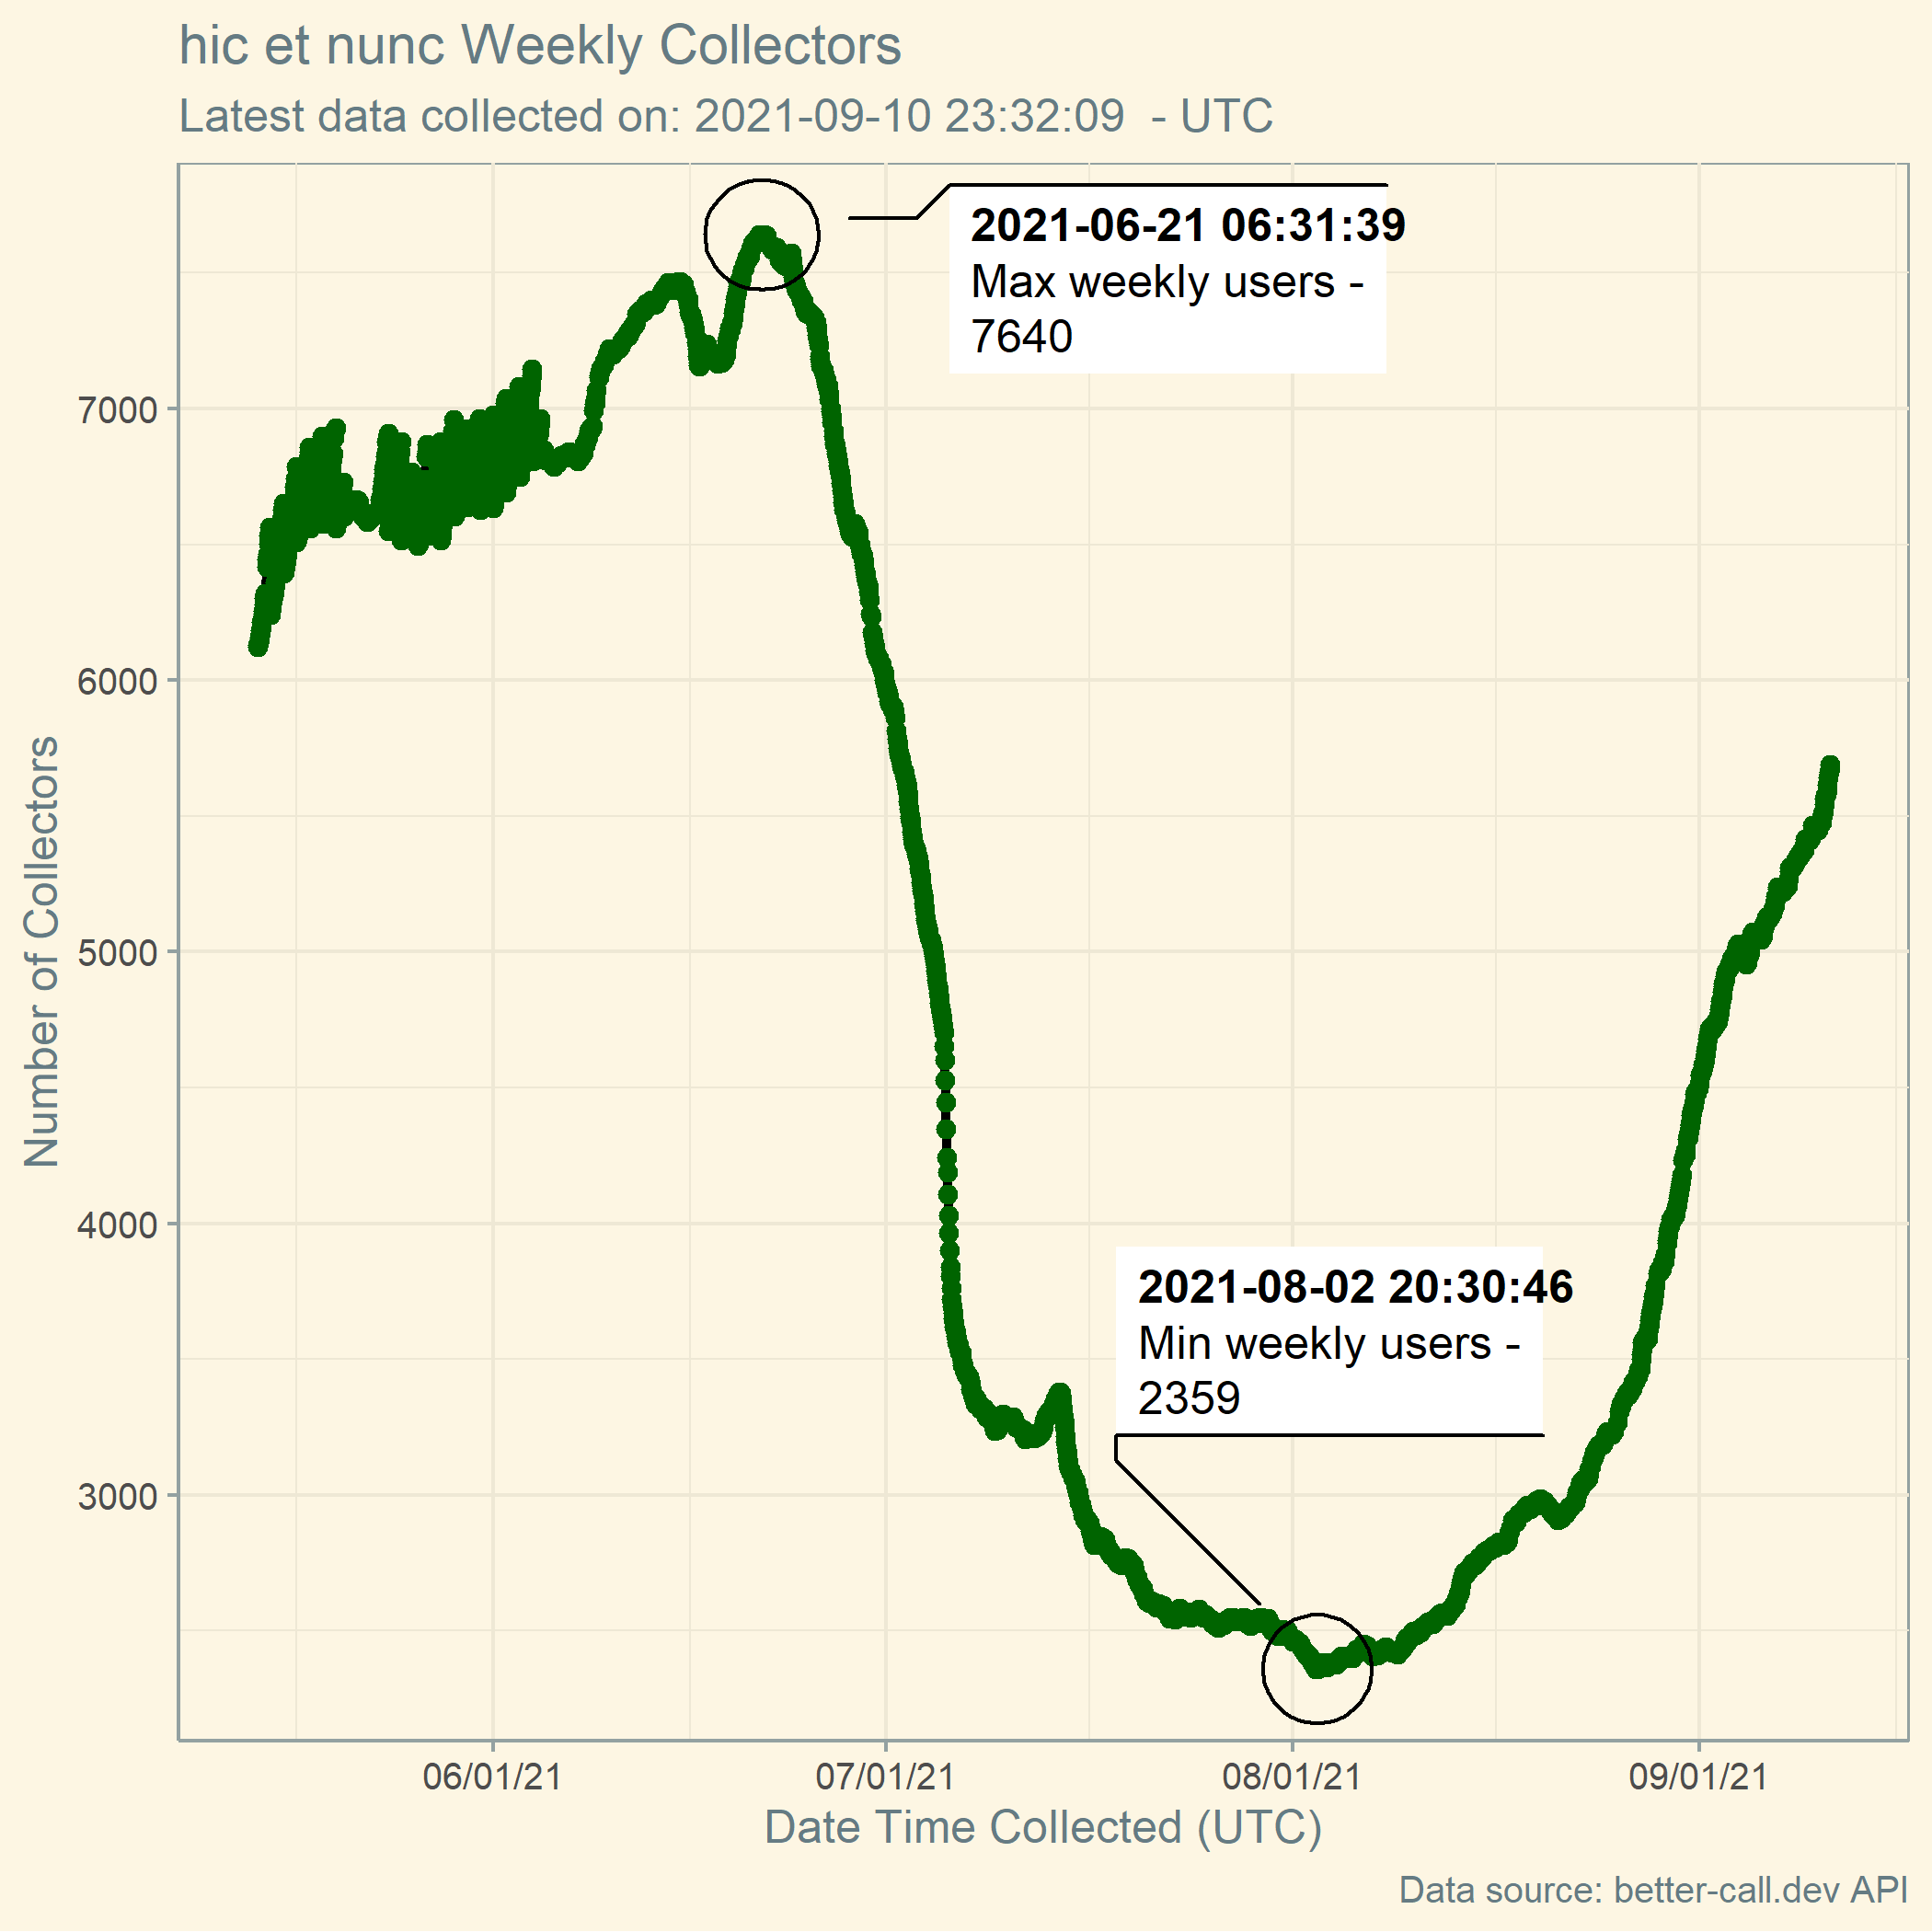 hic et nunc Weekly Collectors
Latest data collected on: 2021-09-10 23:32:09  - UTC
2021-06-21 06:31:39
Max weekly users -
7640
7000
6000
5000
4000
3000
Number of Collectors
2021-08-02 20:30:46
Min weekly users -
2359
06/01/21 07/01/21 08/01/21 09/01/21
Date Time Collected (UTC)
Data source: better-call.dev API